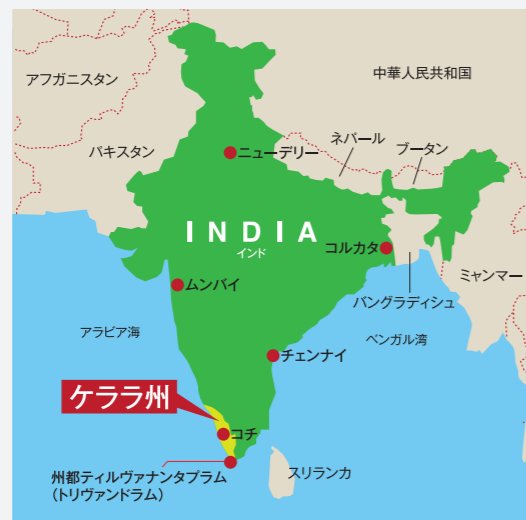 アフガニスタン
中華人民共和国
パキスタン
ニューデリー
ネパール
ブータン
INDIA
インド
コルカタ
ミャンマー
ムンバイ
バングラディシュ
アラビア海
ベンガル湾
チェンナイ
ケララ州
コチ
州都ティルヴァナンタプラム
(トリヴァンドラム)
スリランカ